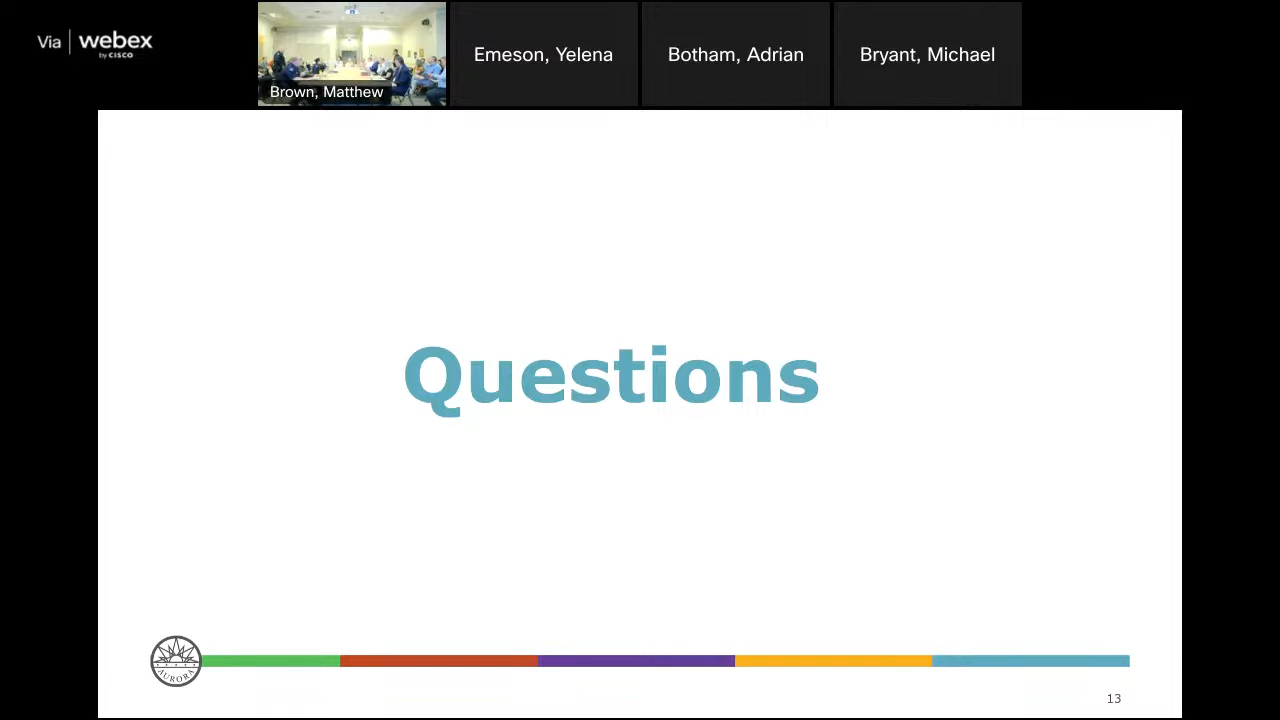 Via webex
by CISCO
Brown, Matthew
Emeson, Yelena
Botham, Adrian
Bryant, Michael
Questions
AURORA
13